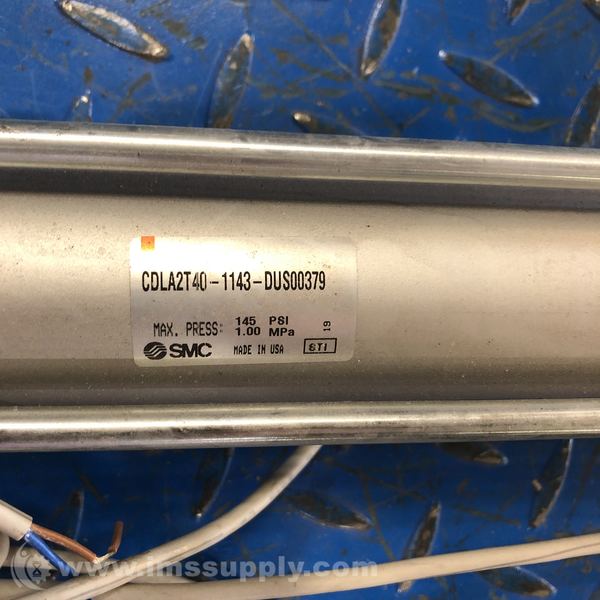 CDLA2T40-1143-DUS00379
MAX. PRESS: 145 PSI
1.00 MPa
19
SMC MADE IN USA STI
www.imssupply.com